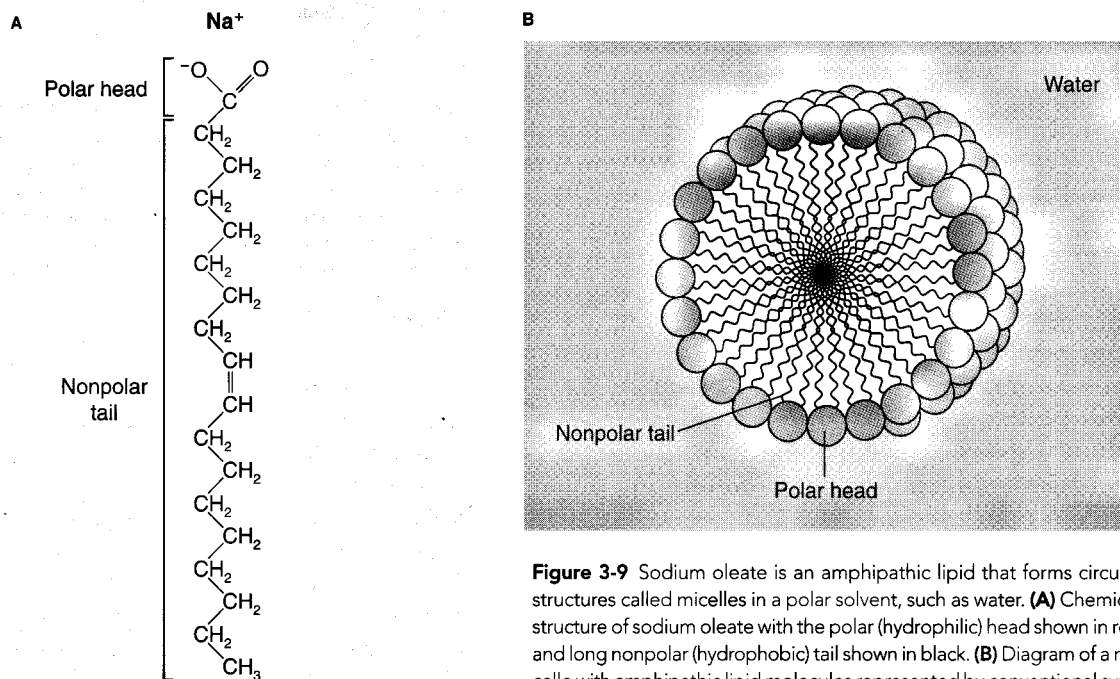 A
Na⁺
⁻O
O
C
Polar head
CH₂
CH₂
CH₂
CH₂
CH₂
CH₂
CH₂
CH
CH
Nonpolar
tail
CH₂
CH₂
CH₂
CH₂
CH₂
CH₂
CH₂
CH₃
B
Water
Nonpolar tail
Polar head
Figure 3-9 Sodium oleate is an amphipathic lipid that forms circu
structures called micelles in a polar solvent, such as water. (A) Chemi
structure of sodium oleate with the polar (hydrophilic) head shown in r
and long nonpolar (hydrophobic) tail shown in black. (B) Diagram of a